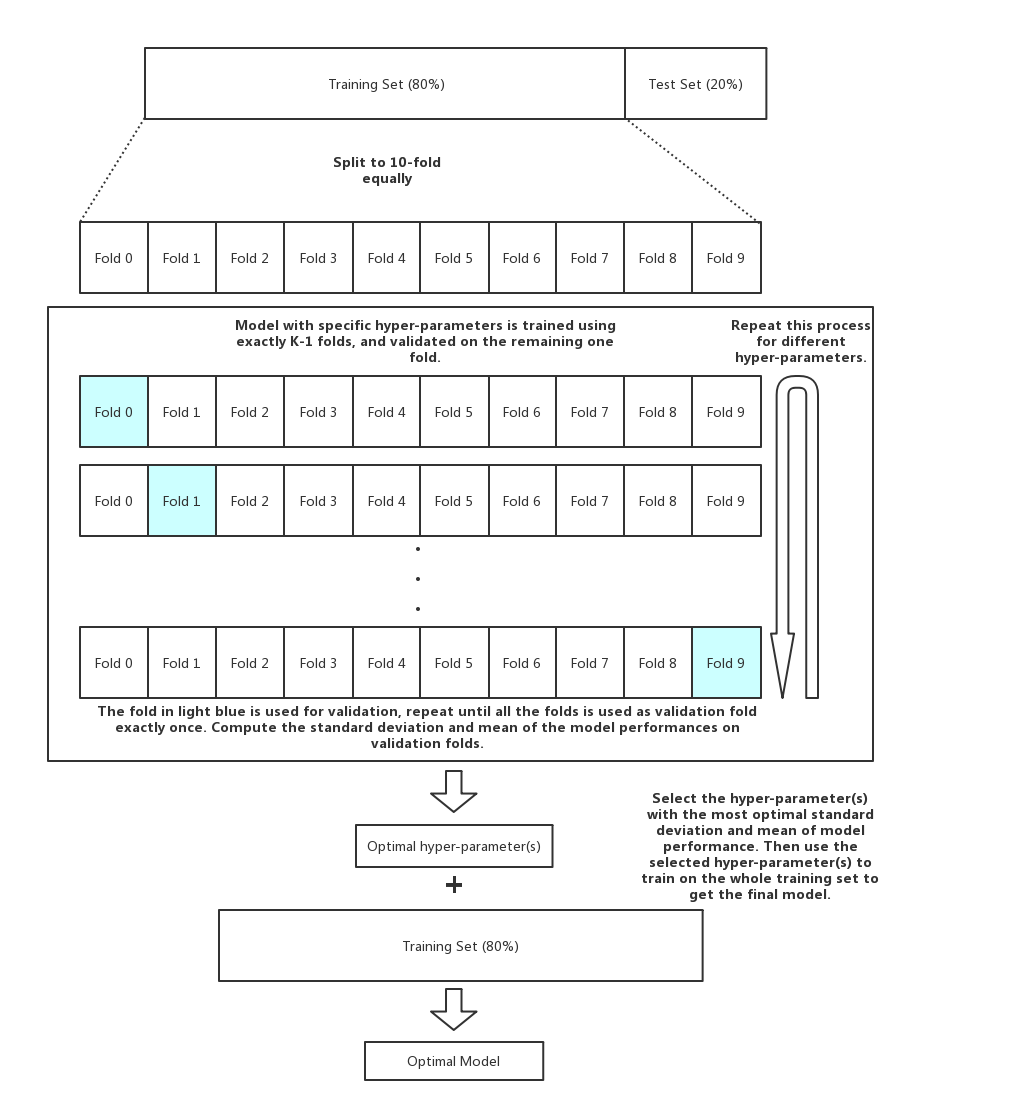 Training Set (80%)
Test Set (20%)
Split to 10-fold
equally
Fold 0 Fold 1 Fold 2 Fold 3 Fold 4 Fold 5 Fold 6 Fold 7 Fold 8 Fold 9
Model with specific hyper-parameters is trained using
exactly K-1 folds, and validated on the remaining one
fold.
Repeat this process
for different
hyper-parameters.
Fold 0 Fold 1 Fold 2 Fold 3 Fold 4 Fold 5 Fold 6 Fold 7 Fold 8 Fold 9
Fold 0 Fold 1 Fold 2 Fold 3 Fold 4 Fold 5 Fold 6 Fold 7 Fold 8 Fold 9
Fold 0 Fold 1 Fold 2 Fold 3 Fold 4 Fold 5 Fold 6 Fold 7 Fold 8 Fold 9
The fold in light blue is used for validation, repeat until all the folds is used as validation fold
exactly once. Compute the standard deviation and mean of the model performances on
validation folds.
Select the hyper-parameter(s)
with the most optimal standard
deviation and mean of model
performance. Then use the
selected hyper-parameter(s) to
train on the whole training set to
get the final model.
Optimal hyper-parameter(s)
+
Training Set (80%)
Optimal Model